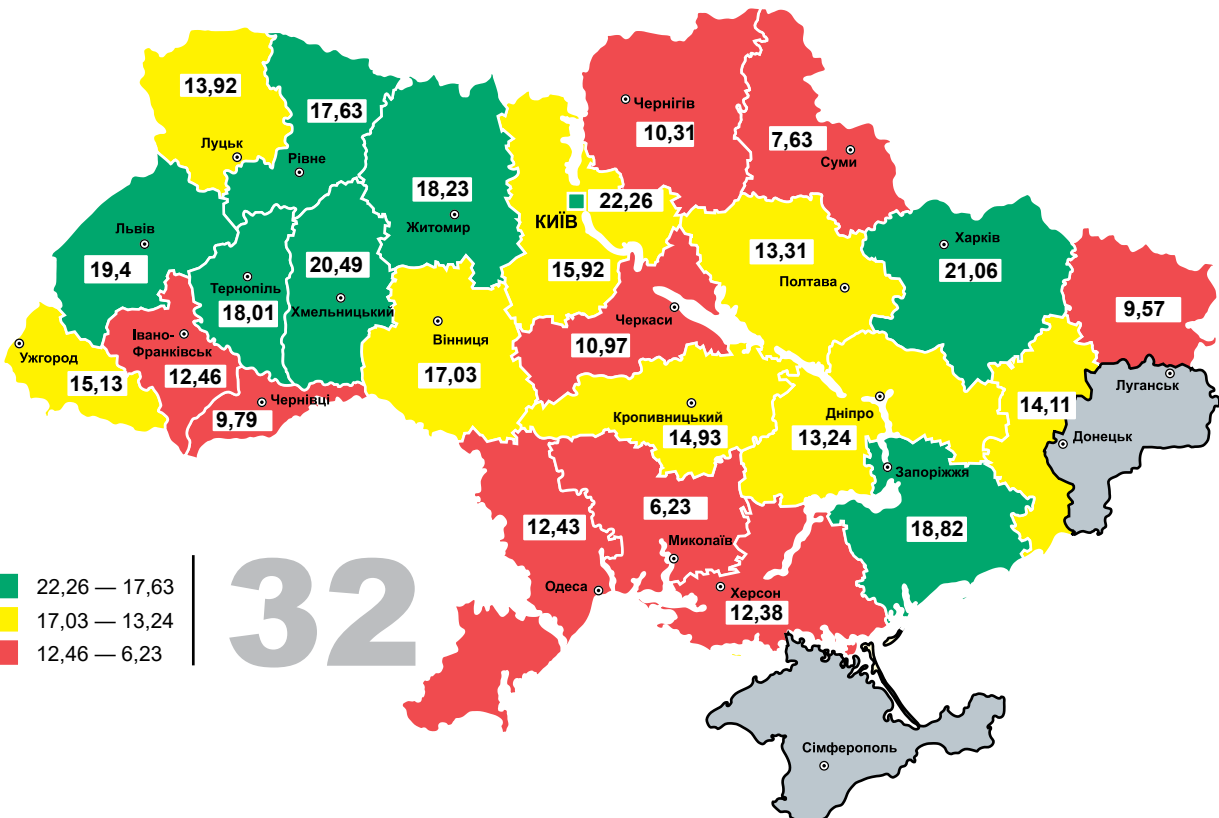 13,92
17,63
Чернігів
10,31
7,63
Суми
Луцьк
Рівне
18,23
Житомир
22,26
КИЇВ
15,92
Львів
19,4
20,49
Хмельницький
Тернопіль
18,01
13,31
Полтава
Харків
21,06
9,57
Луганськ
Ужгород
15,13
Івано-
Франківськ
12,46
Чернівці
9,79
Вінниця
17,03
Черкаси
10,97
Кропивницький
14,93
Дніпро
13,24
14,11
Донецьк
Запоріжжя
18,82
12,43
Одеса
6,23
Миколаїв
Херсон
12,38
Сімферополь
22,26 — 17,63
17,03 — 13,24
12,46 — 6,23
32